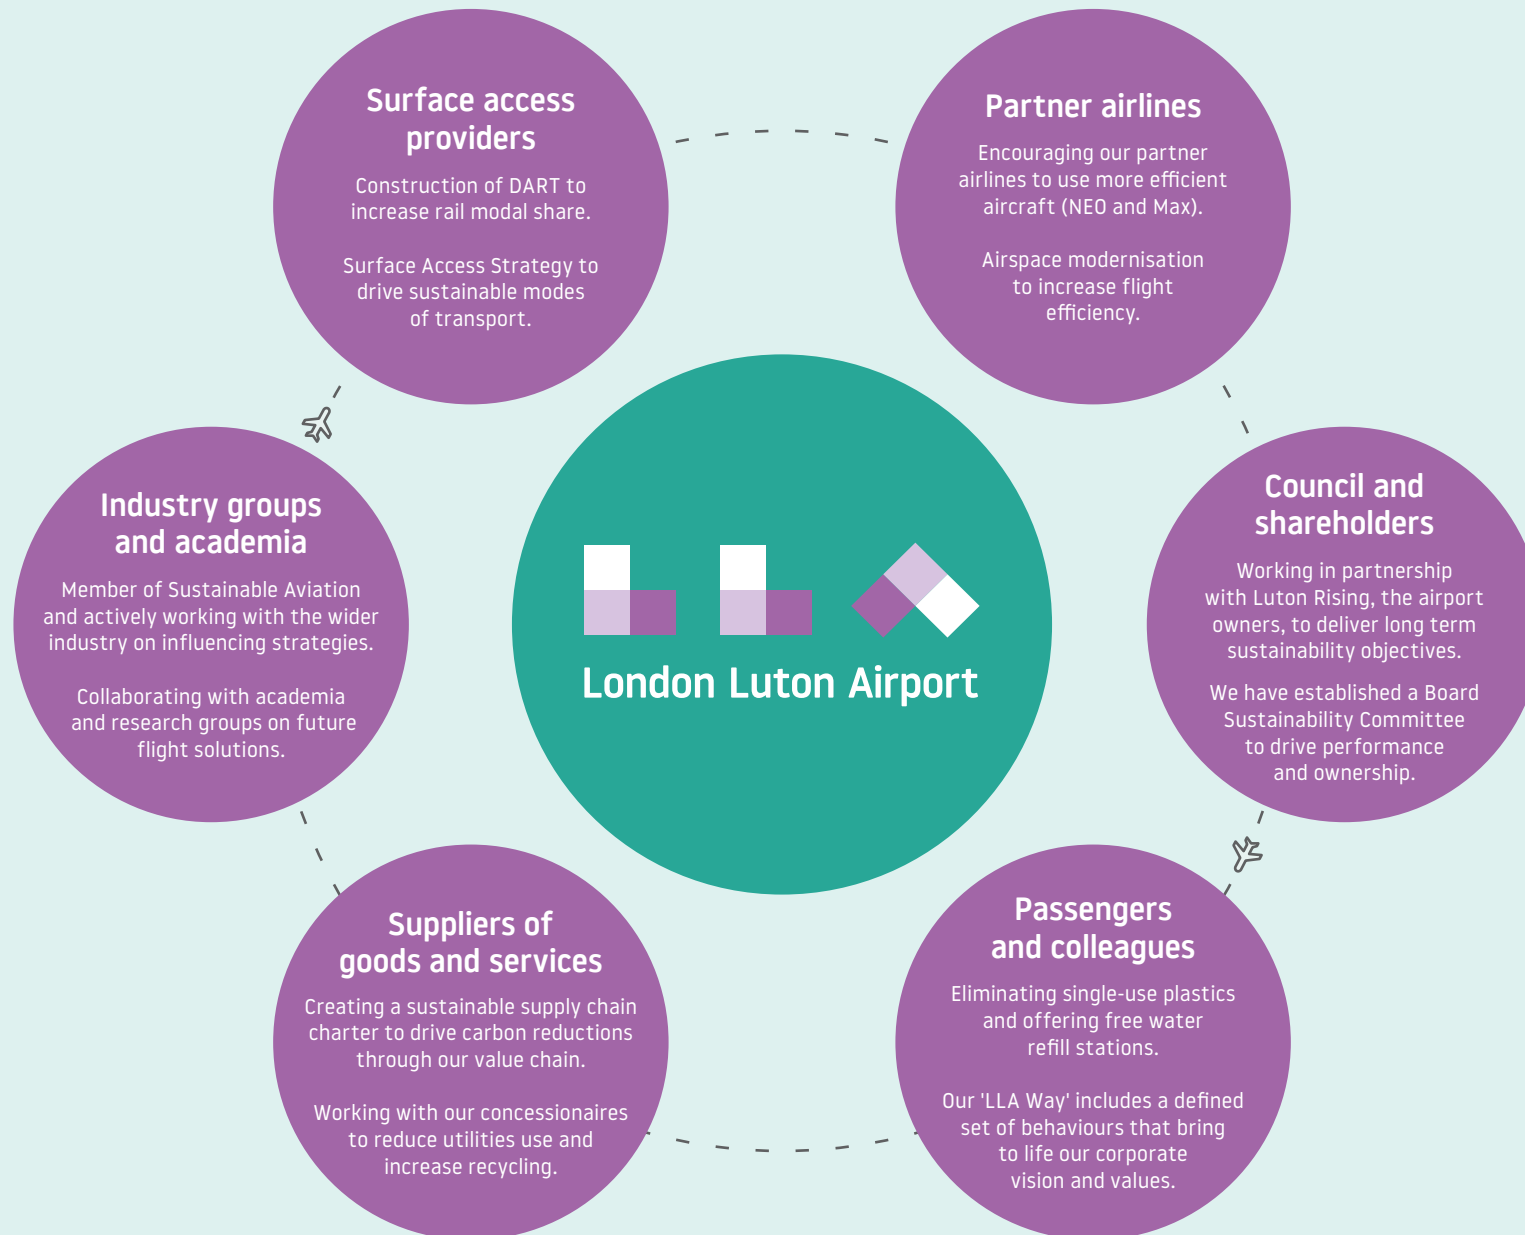 Surface access
providers
Construction of DART to
increase rail modal share.
Surface Access Strategy to
drive sustainable modes
of transport.
Partner airlines
Encouraging our partner
airlines to use more efficient
aircraft (NEO and Max).
Airspace modernisation
to increase flight
efficiency.
Industry groups
and academia
Member of Sustainable Aviation
and actively working with the wider
industry on influencing strategies.
Collaborating with academia
and research groups on future
flight solutions.
LLA
London Luton Airport
Council and
shareholders
Working in partnership
with Luton Rising, the airport
owners, to deliver long term
sustainability objectives.
We have established a Board
Sustainability Committee
to drive performance
and ownership.
Suppliers of
goods and services
Creating a sustainable supply chain
charter to drive carbon reductions
through our value chain.
Working with our concessionaires
to reduce utilities use and
increase recycling.
Passengers
and colleagues
Eliminating single-use plastics
and offering free water
refill stations.
Our 'LLA Way' includes a defined
set of behaviours that bring
to life our corporate
vision and values.